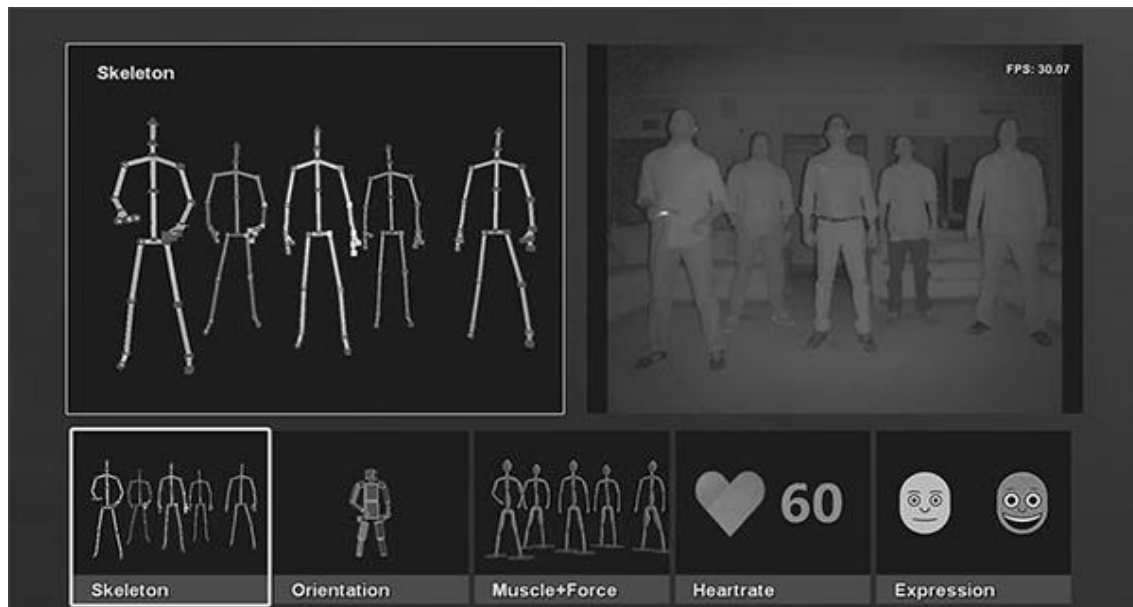 Skeleton
FPS: 30.07
60
Skeleton
Orientation
Muscle+Force
Heartrate
Expression